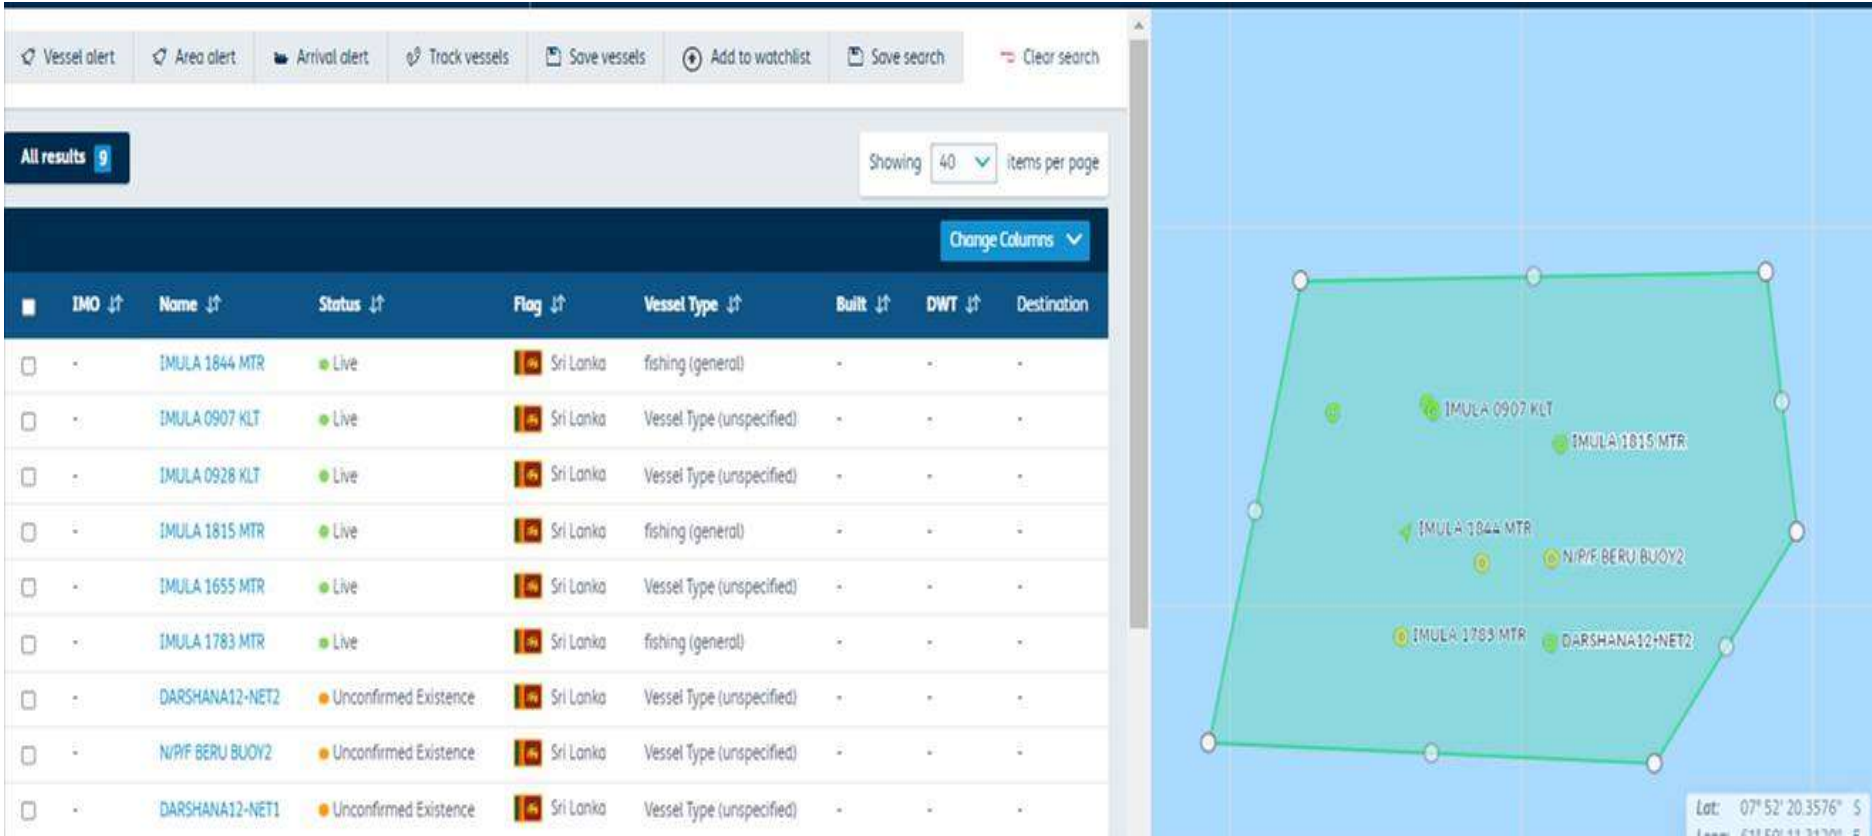 Vessel alert Area alert Arrival alert Track vessels Save vessels Add to watchlist Save search Clear search
All results 9
Showing 40 items per page
Change Columns
IMO Name Status Flag Vessel Type Built DWT Destination
- IMULA 1844 MTR Live Sri Lanka fishing (general) - - -
- IMULA 0907 KLT Live Sri Lanka Vessel Type (unspecified) - - -
- IMULA 0928 KLT Live Sri Lanka Vessel Type (unspecified) - - -
- IMULA 1815 MTR Live Sri Lanka fishing (general) - - -
- IMULA 1655 MTR Live Sri Lanka Vessel Type (unspecified) - - -
- IMULA 1783 MTR Live Sri Lanka fishing (general) - - -
- DARSHANA12-NET2 Unconfirmed Existence Sri Lanka Vessel Type (unspecified) - - -
- N/P/F BERU BUOY2 Unconfirmed Existence Sri Lanka Vessel Type (unspecified) - - -
- DARSHANA12-NET1 Unconfirmed Existence Sri Lanka Vessel Type (unspecified) - - -
IMULA 0907 KLT
IMULA 1815 MTR
IMULA 1844 MTR
N/P/F BERU BUOY2
IMULA 1783 MTR
DARSHANA12-NET2
Lat: 07° 52' 20.3576" S